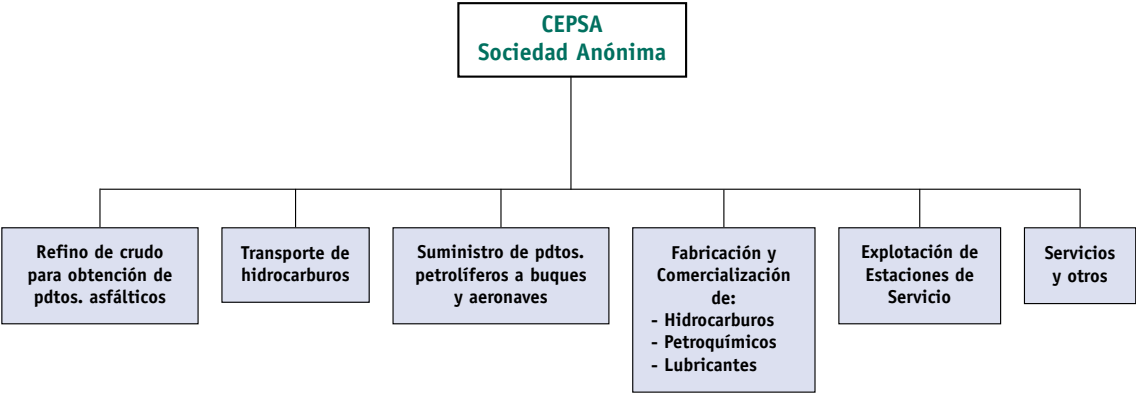 CEPSA
Sociedad Anónima
Refino de crudo
para obtención de
pdtos. asfálticos
Transporte de
hidrocarburos
Suministro de pdtos.
petrolíferos a buques
y aeronaves
Fabricación y
Comercialización
de:
- Hidrocarburos
- Petroquímicos
- Lubricantes
Explotación de
Estaciones de
Servicio
Servicios
y otros